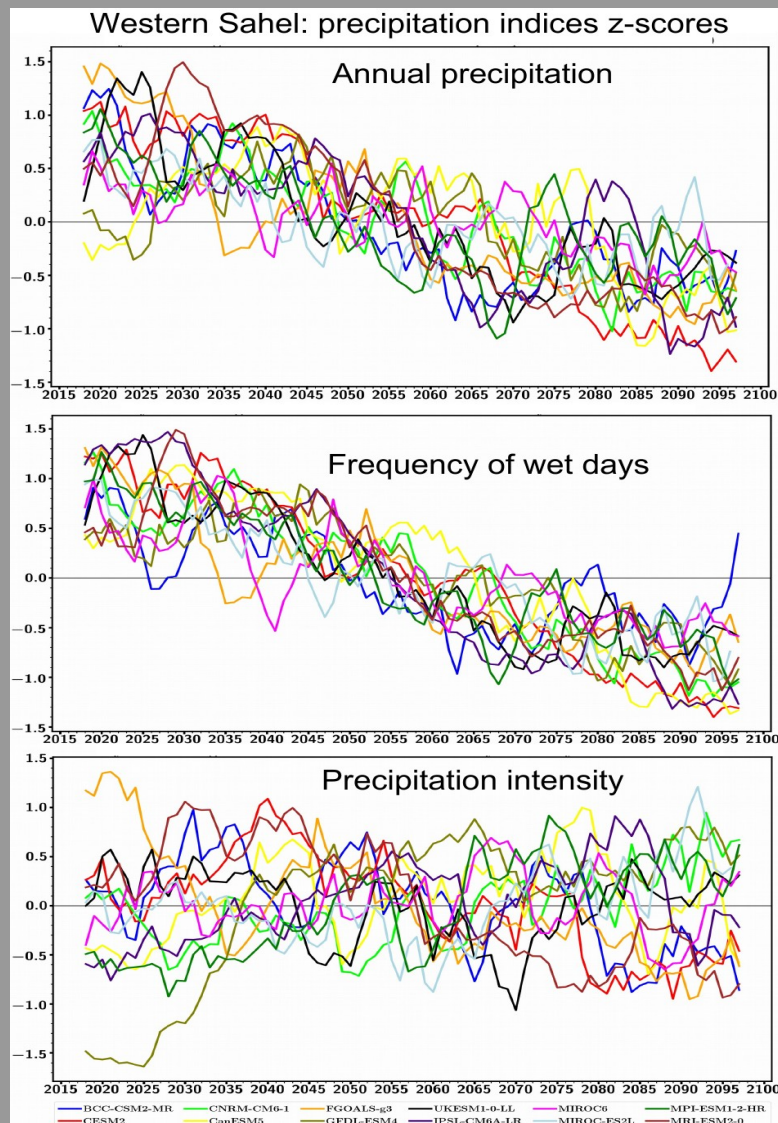 Western Sahel: precipitation indices z-scores
Annual precipitation
1.5
1.0
0.5
0.0
−0.5
−1.0
−1.5
2015 2020 2025 2030 2035 2040 2045 2050 2055 2060 2065 2070 2075 2080 2085 2090 2095 2100
Frequency of wet days
1.5
1.0
0.5
0.0
−0.5
−1.0
−1.5
2015 2020 2025 2030 2035 2040 2045 2050 2055 2060 2065 2070 2075 2080 2085 2090 2095 2100
Precipitation intensity
1.5
1.0
0.5
0.0
−0.5
−1.0
−1.5
2015 2020 2025 2030 2035 2040 2045 2050 2055 2060 2065 2070 2075 2080 2085 2090 2095 2100
BCC-CSM2-MR CNRM-CM6-1 FGOALS-g3 UKESM1-0-LL MIROC6 MPI-ESM1-2-HR
CESM2 CanESM5 GFDL-ESM4 IPSL-CM6A-LR MIROC-ES2L MRI-ESM2-0